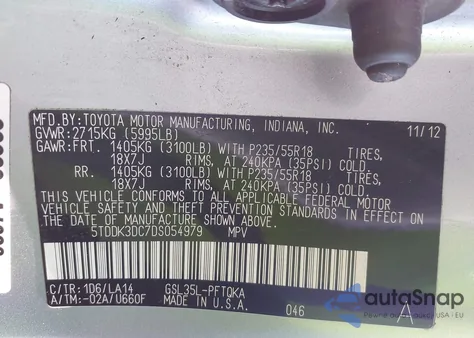 MFD.BY:TOYOTA MOTOR MANUFACTURING, INDIANA, INC. 11/12
GVWR:2715KG (5995LB)
GAWR:FRT. 1405KG (3100LB) WITH P235/55R18 TIRES,
18X7J RIMS, AT 240KPA (35PSI) COLD.
RR. 1405KG (3100LB) WITH P235/55R18 TIRES,
18X7J RIMS, AT 240KPA (35PSI) COLD.
THIS VEHICLE CONFORMS TO ALL APPLICABLE FEDERAL MOTOR
VEHICLE SAFETY AND THEFT PREVENTION STANDARDS IN EFFECT
ON THE DATE OF MANUFACTURE SHOWN ABOVE.
5TDDK3DC7DS054979 MPV
C/TR:1D6/LA14 GSL35L-PFTQKA
A/TM:-02A/U660F MADE IN U.S.A. 046 A
autoSnap